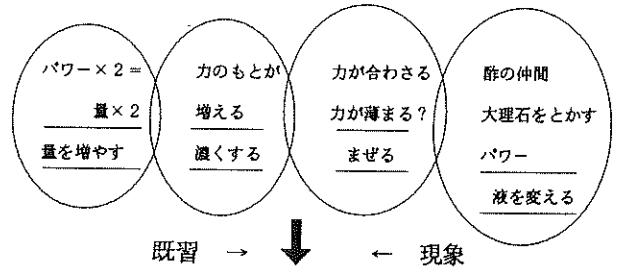 パワー×2＝
量×2
量を増やす
力のもとが
増える
濃くする
力が合わさる
力が薄まる？
まぜる
酢の仲間
大理石をとかす
パワー
液を変える
既習 → ← 現象